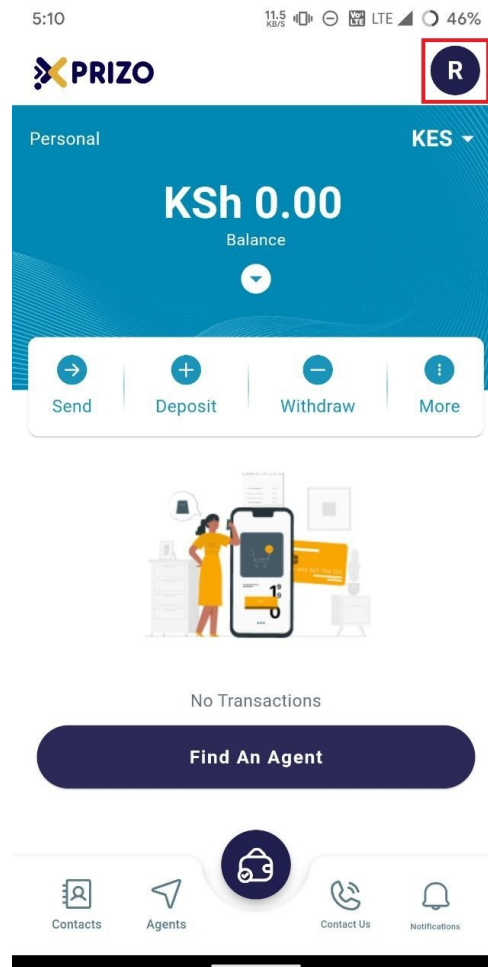 5:10
11.5 KB/S VoLTE LTE 46%
PRIZO
R
Personal
KES
KSh 0.00
Balance
Send
Deposit
Withdraw
More
No Transactions
Find An Agent
Contacts
Agents
Contact Us
Notifications